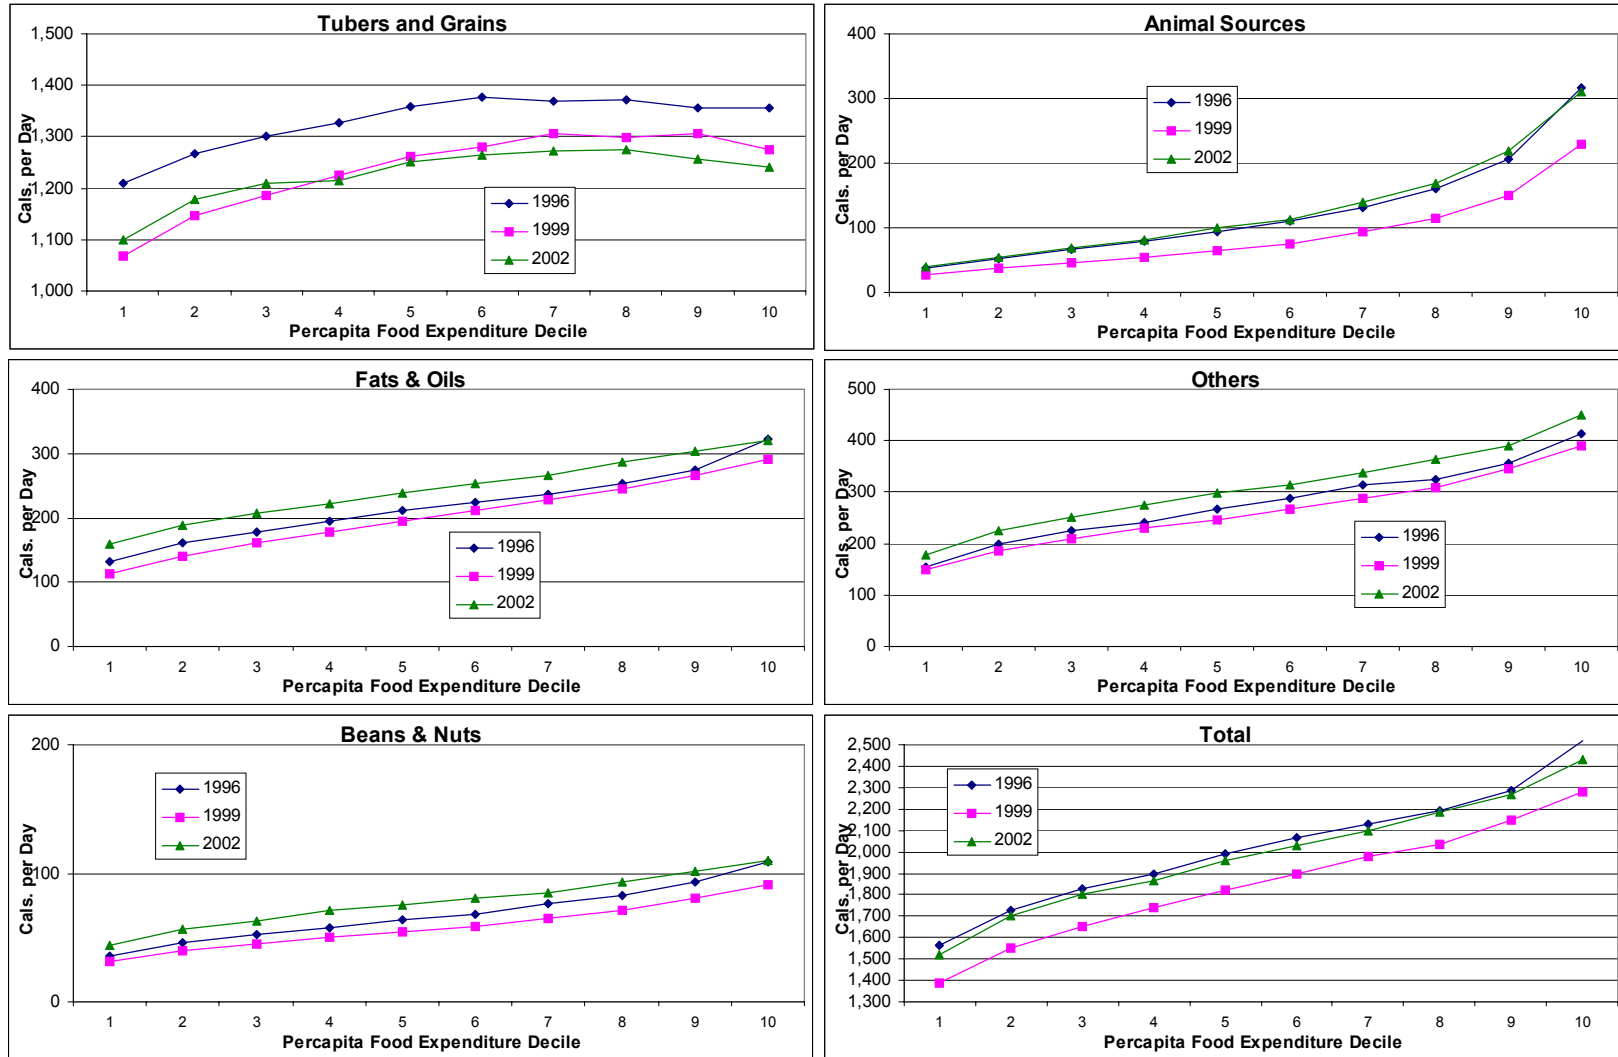 Tubers and Grains
1,500
1,400
1,300
1,200
1,100
1,000
Cals. per Day
1996
1999
2002
1 2 3 4 5 6 7 8 9 10
Percapita Food Expenditure Decile
Animal Sources
400
300
200
100
0
Cals. per Day
1996
1999
2002
1 2 3 4 5 6 7 8 9 10
Percapita Food Expenditure Decile
Fats & Oils
400
300
200
100
0
Cals. per Day
1996
1999
2002
1 2 3 4 5 6 7 8 9 10
Percapita Food Expenditure Decile
Others
500
400
300
200
100
0
Cals. per Day
1996
1999
2002
1 2 3 4 5 6 7 8 9 10
Percapita Food Expenditure Decile
Beans & Nuts
200
100
0
Cals. per Day
1996
1999
2002
1 2 3 4 5 6 7 8 9 10
Percapita Food Expenditure Decile
Total
2,500
2,400
2,300
2,200
2,100
2,000
1,900
1,800
1,700
1,600
1,500
1,400
1,300
Cals. per Day
1996
1999
2002
1 2 3 4 5 6 7 8 9 10
Percapita Food Expenditure Decile